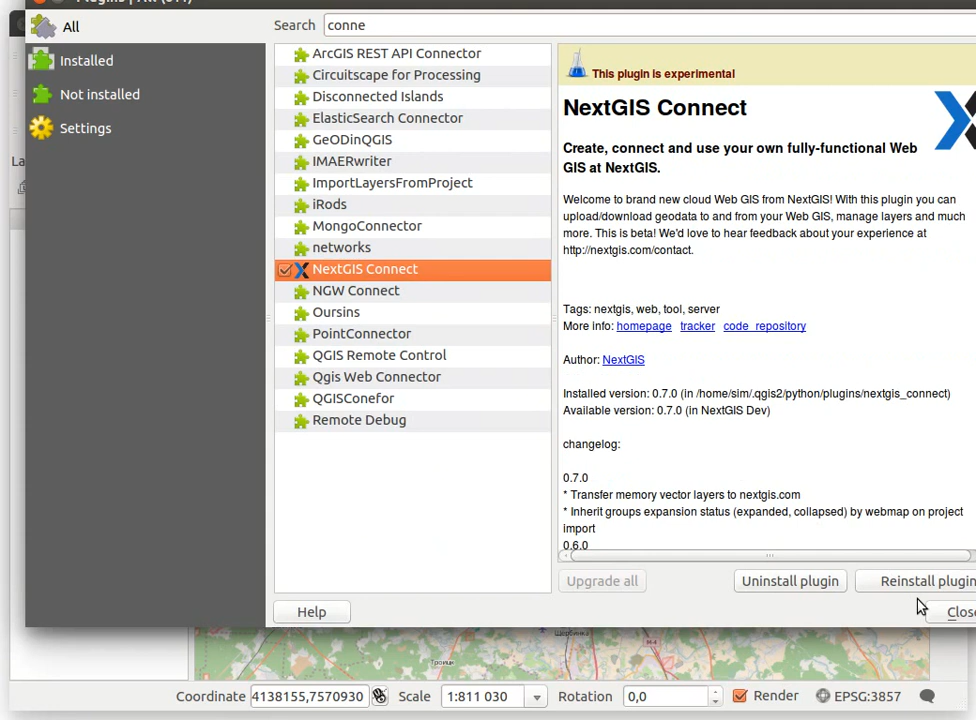 Plugins | All (811)
All
Search
conne
Installed
Not installed
Settings
La
ArcGIS REST API Connector
Circuitscape for Processing
Disconnected Islands
ElasticSearch Connector
GeODinQGIS
IMAERwriter
ImportLayersFromProject
iRods
MongoConnector
networks
NextGIS Connect
NGW Connect
Oursins
PointConnector
QGIS Remote Control
Qgis Web Connector
QGISConefor
Remote Debug
This plugin is experimental
NextGIS Connect
Create, connect and use your own fully-functional Web
GIS at NextGIS.
Welcome to brand new cloud Web GIS from NextGIS! With this plugin you can
upload/download geodata to and from your Web GIS, manage layers and much
more. This is beta! We'd love to hear feedback about your experience at
http://nextgis.com/contact.
Tags: nextgis, web, tool, server
More info: homepage tracker code_repository
Author: NextGIS
Installed version: 0.7.0 (in /home/sim/.qgis2/python/plugins/nextgis_connect)
Available version: 0.7.0 (in NextGIS Dev)
changelog:
0.7.0
* Transfer memory vector layers to nextgis.com
* Inherit groups expansion status (expanded, collapsed) by webmap on project
import
0.6.0
Upgrade all
Uninstall plugin
Reinstall plugin
Help
Close
Троицк
Щербинка
М-4
Coordinate 4138155,7570930 Scale 1:811 030 Rotation 0,0 Render EPSG:3857